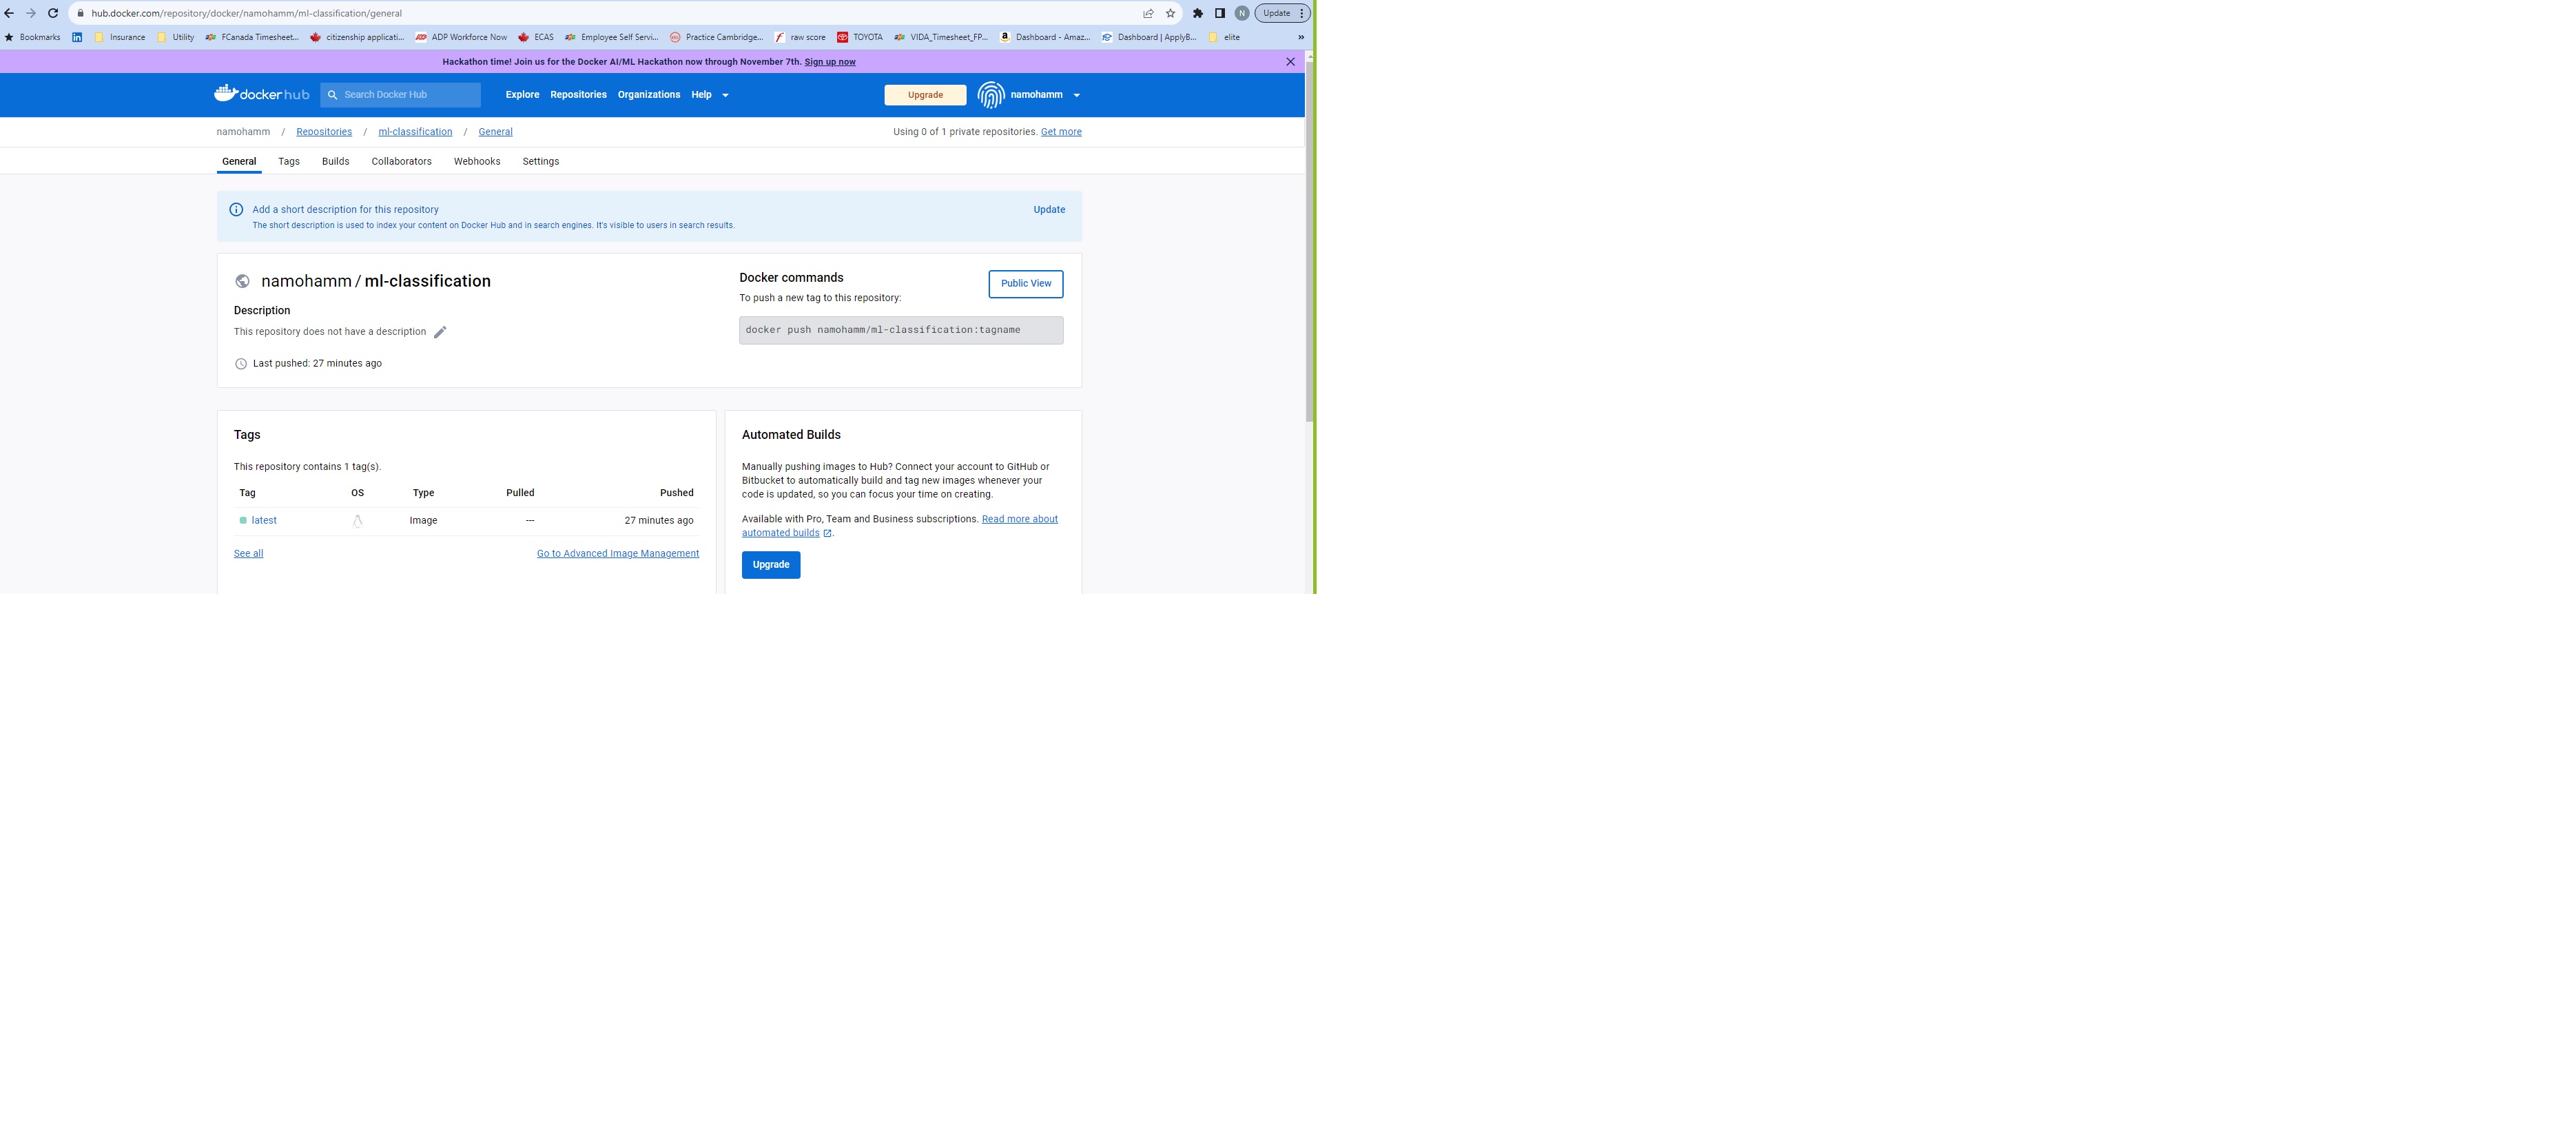 hub.docker.com/repository/docker/namohamm/ml-classification/general
N
Update
Bookmarks
in
Insurance
Utility
FCanada Timesheet...
citizenship applicati...
ADP Workforce Now
ECAS
Employee Self Servi...
Practice Cambridge...
raw score
TOYOTA
VIDA_Timesheet_FP...
Dashboard - Amaz...
Dashboard | ApplyB...
elite
»
Hackathon time! Join us for the Docker AI/ML Hackathon now through November 7th. Sign up now
dockerhub
Search Docker Hub
Explore
Repositories
Organizations
Help
Upgrade
namohamm
namohamm / Repositories / ml-classification / General
Using 0 of 1 private repositories. Get more
General
Tags
Builds
Collaborators
Webhooks
Settings
Add a short description for this repository
Update
The short description is used to index your content on Docker Hub and in search engines. It's visible to users in search results.
namohamm / ml-classification
Description
This repository does not have a description
Last pushed: 27 minutes ago
Docker commands
To push a new tag to this repository:
Public View
docker push namohamm/ml-classification:tagname
Tags
This repository contains 1 tag(s).
Tag OS Type Pulled Pushed
latest Image --- 27 minutes ago
See all
Go to Advanced Image Management
Automated Builds
Manually pushing images to Hub? Connect your account to GitHub or
Bitbucket to automatically build and tag new images whenever your
code is updated, so you can focus your time on creating.
Available with Pro, Team and Business subscriptions. Read more about
automated builds .
Upgrade